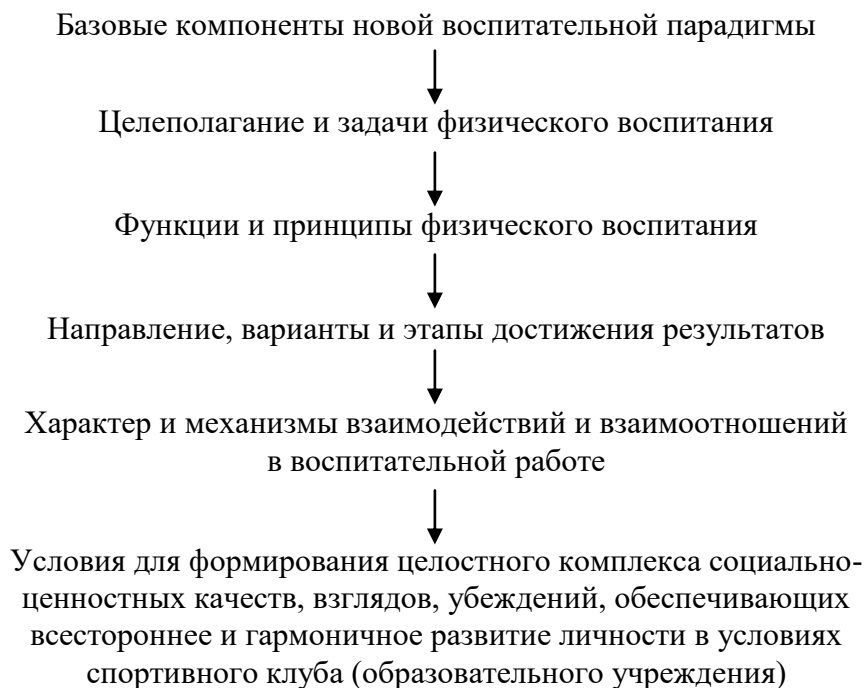 Базовые компоненты новой воспитательной парадигмы
Целеполагание и задачи физического воспитания
Функции и принципы физического воспитания
Направление, варианты и этапы достижения результатов
Характер и механизмы взаимодействий и взаимоотношений
в воспитательной работе
Условия для формирования целостного комплекса социально-
ценностных качеств, взглядов, убеждений, обеспечивающих
всестороннее и гармоничное развитие личности в условиях
спортивного клуба (образовательного учреждения)